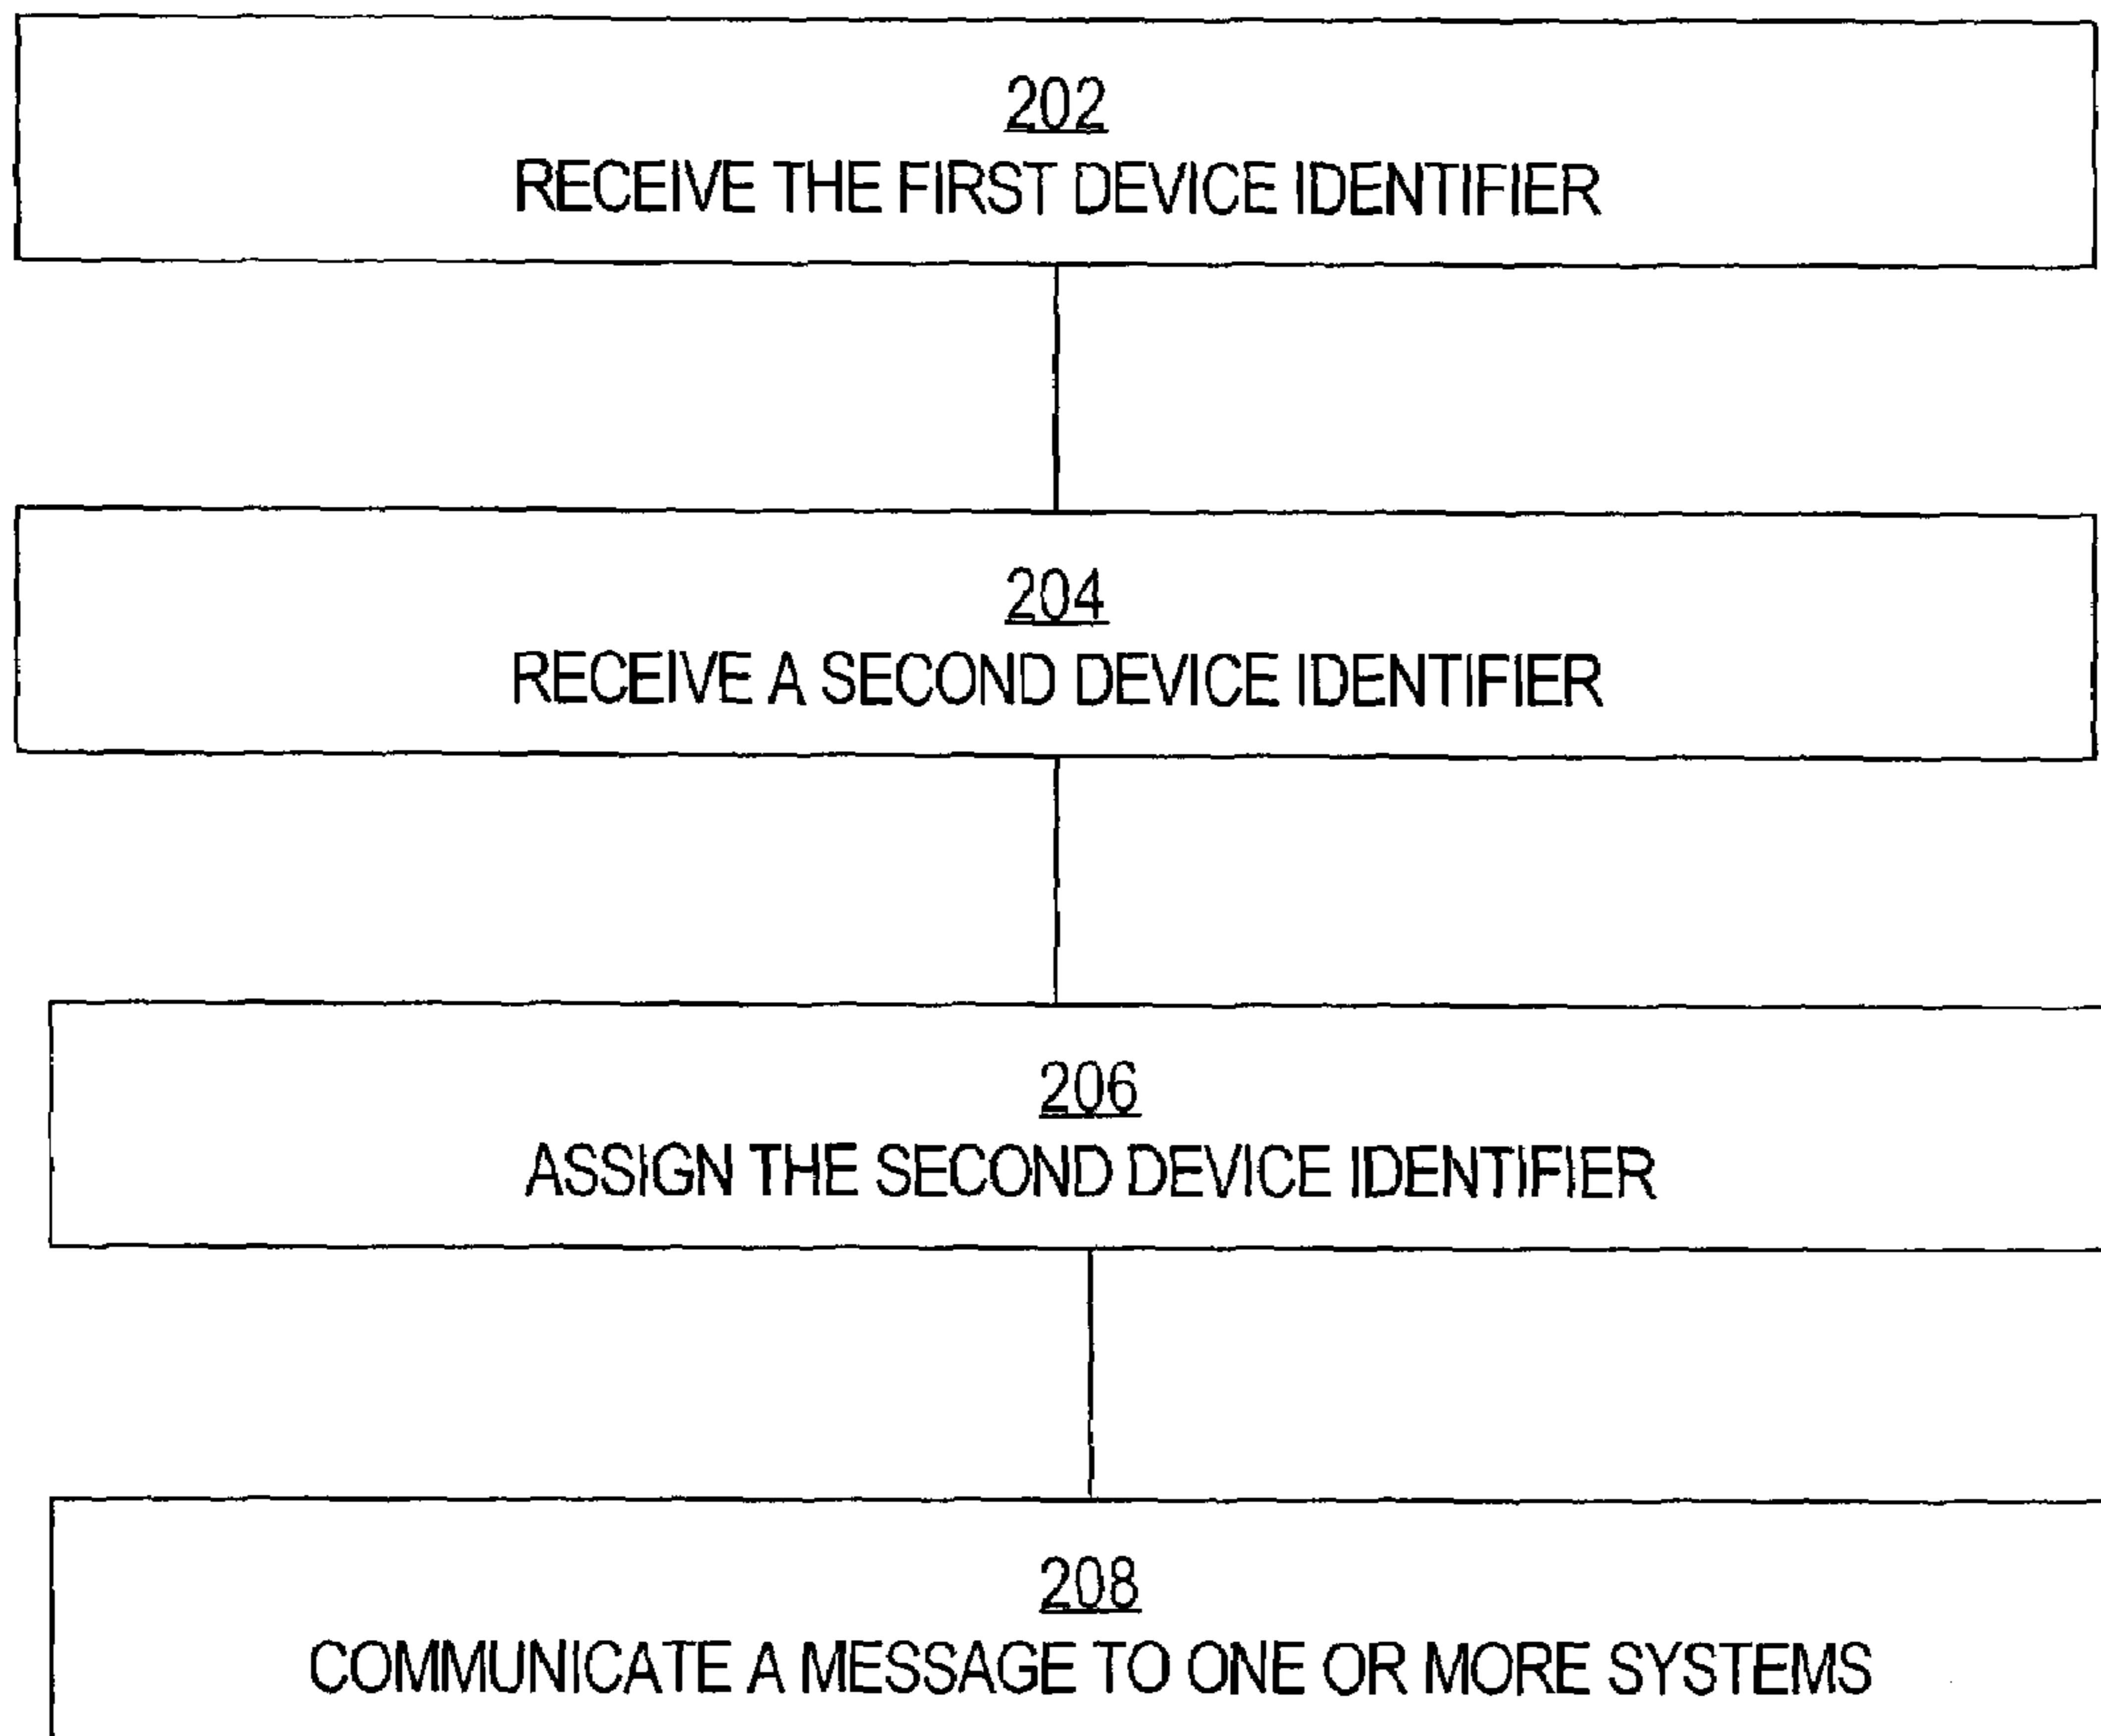 202
RECEIVE THE FIRST DEVICE IDENTIFIER
204
RECEIVE A SECOND DEVICE IDENTIFIER
206
ASSIGN THE SECOND DEVICE IDENTIFIER
208
COMMUNICATE A MESSAGE TO ONE OR MORE SYSTEMS